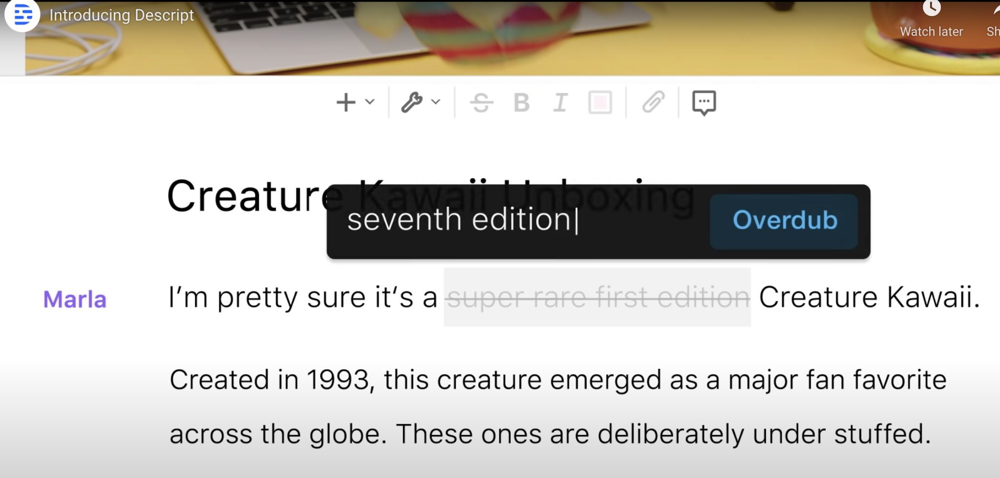 Introducing Descript
Watch later
Sh
S B I
Creature Kawaii Unboxing
seventh edition
Overdub
Marla
I’m pretty sure it‘s a super rare first edition Creature Kawaii.
Created in 1993, this creature emerged as a major fan favorite
across the globe. These ones are deliberately under stuffed.